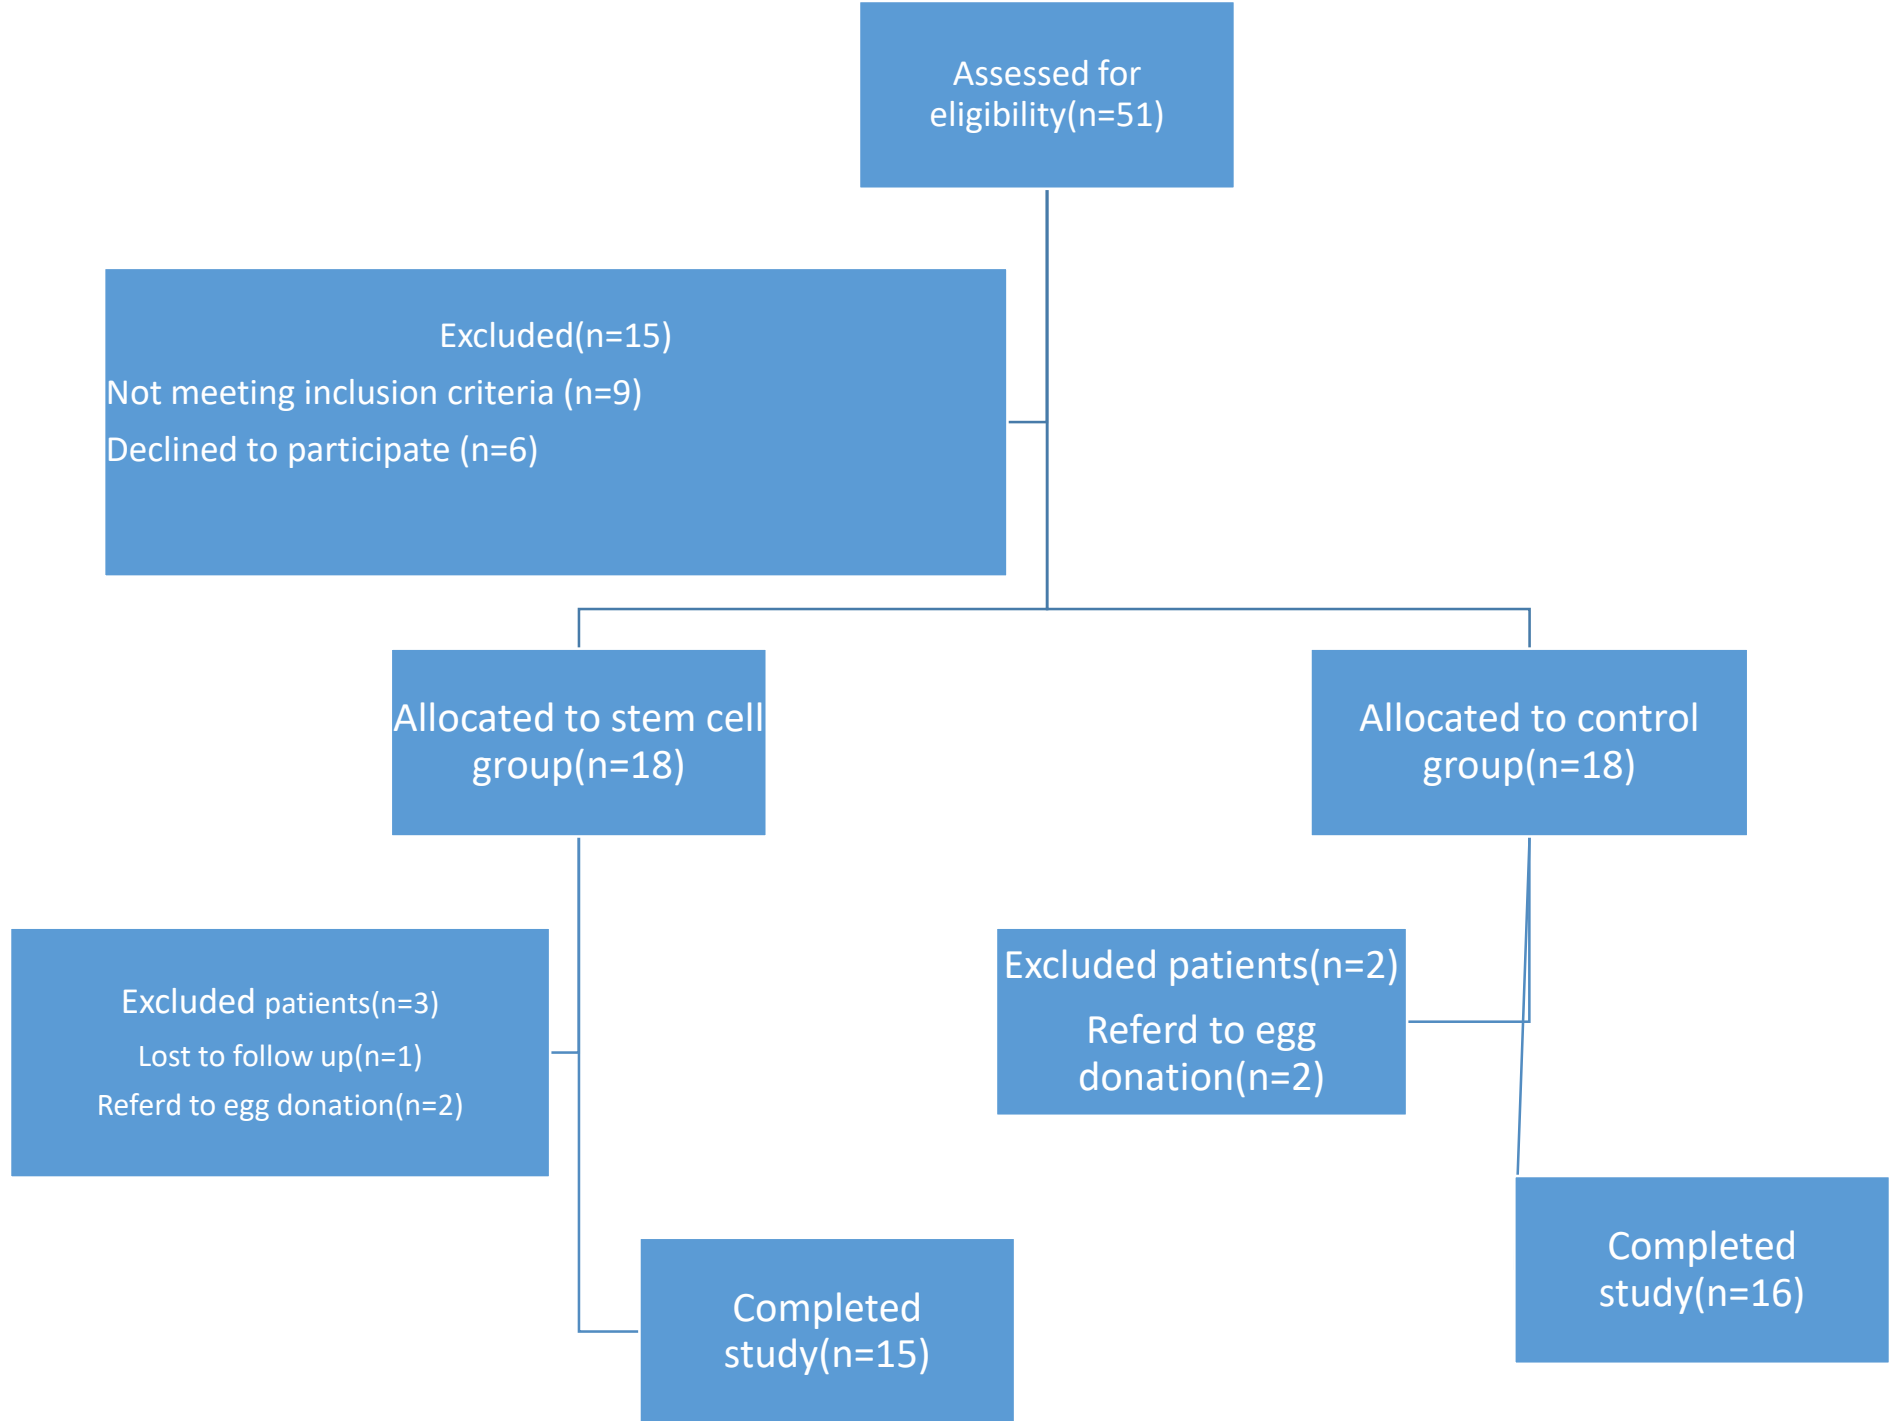 Assessed for
eligibility(n=51)
Excluded(n=15)
Not meeting inclusion criteria (n=9)
Declined to participate (n=6)
Allocated to stem cell
group(n=18)
Allocated to control
group(n=18)
Excluded patients(n=3)
Lost to follow up(n=1)
Referd to egg donation(n=2)
Excluded patients(n=2)
Referd to egg
donation(n=2)
Completed
study(n=15)
Completed
study(n=16)